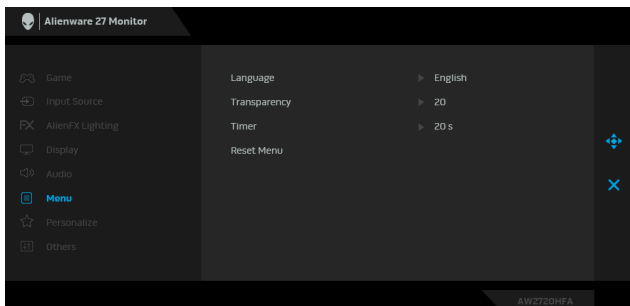 Alienware 27 Monitor
Game
Input Source
AlienFX Lighting
Display
Audio
Menu
Personalize
Others
Language English
Transparency 20
Timer 20 s
Reset Menu
AW2720HFA